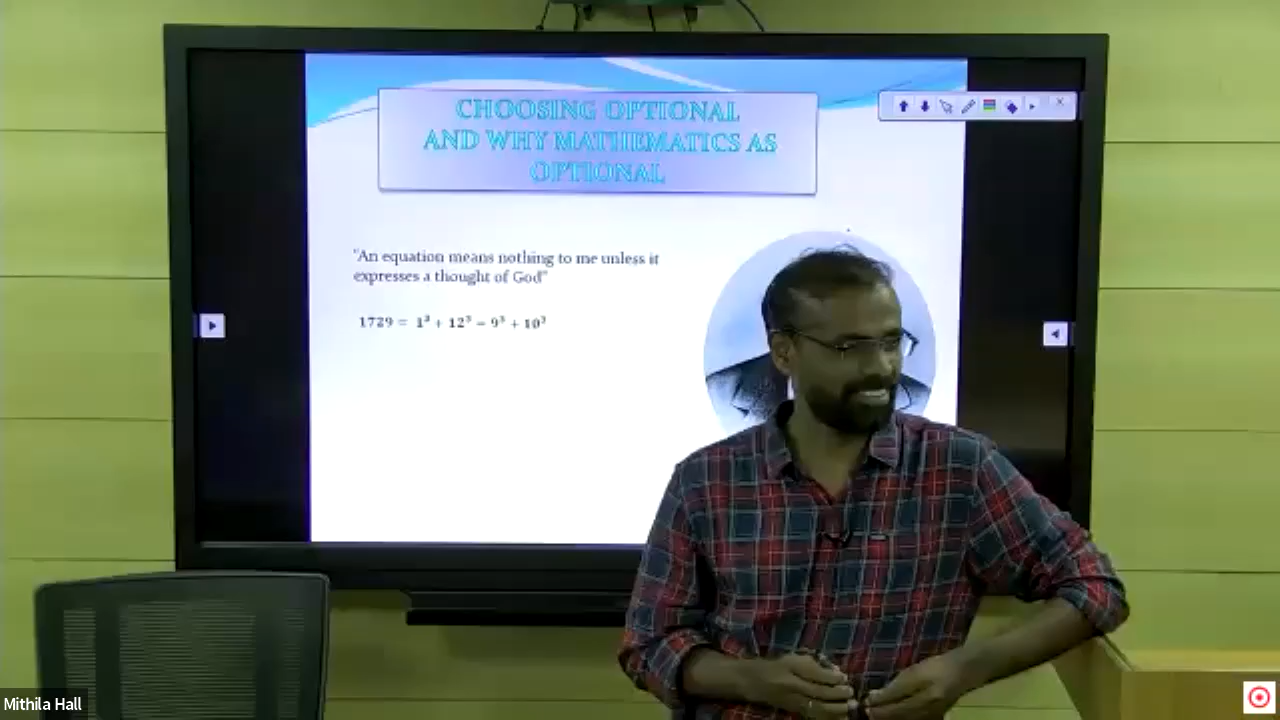 CHOOSING OPTIONAL
AND WHY MATHEMATICS AS
OPTIONAL
"An equation means nothing to me unless it
expresses a thought of God"
1729 = 1³ + 12³ = 9³ + 10³
Mithila Hall